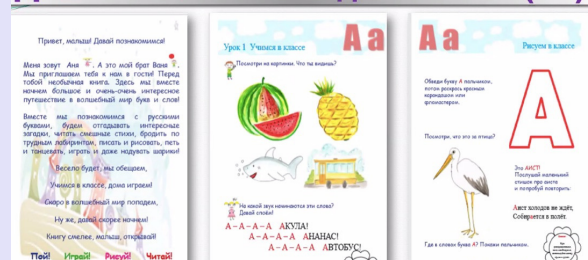 Привет, малыш! Давай познакомимся!
Меня зовут Аня. А это мой брат Ваня.
Мы приглашаем тебя к нам в гости! Перед
тобой необычная книга. Здесь мы вместе
начнем большое и очень-очень интересное
путешествие в волшебный мир букв и слов!
Вместе мы познакомимся с русскими
буквами, будем отгадывать интересные
загадки, читать смешные стихи, бродить по
трудным лабиринтам, писать и рисовать, петь
и танцевать, играть и даже надувать шарики!
Весело будет, мы обещаем,
Учимся в классе, дома играем!
Скоро в волшебный мир попадем,
Ну же, давай скорее начнем!
Книгу смелее, малыш, открывай!
Пой! Играй! Рисуй! Читай!
Урок 1 Учимся в классе
Аа
Посмотри на картинки. Что ты видишь?
На какой звук начинаются эти слова?
Давай споём!
А-А-А-А АКУЛА!
А-А-А-А АНАНАС!
А-А-А-А АВТОБУС!
Аа
Рисуем в классе
Обведи букву А пальчиком,
потом раскрась красным
карандашом или
фломастером.
А
Посмотри, кто это за птица?
Это АИСТ!
Послушай маленький
стишок про аиста
и попробуй повторить.
Аист холодов не ждёт,
Собирается в полёт.
Где в словах буква А? Покажи пальчиком.